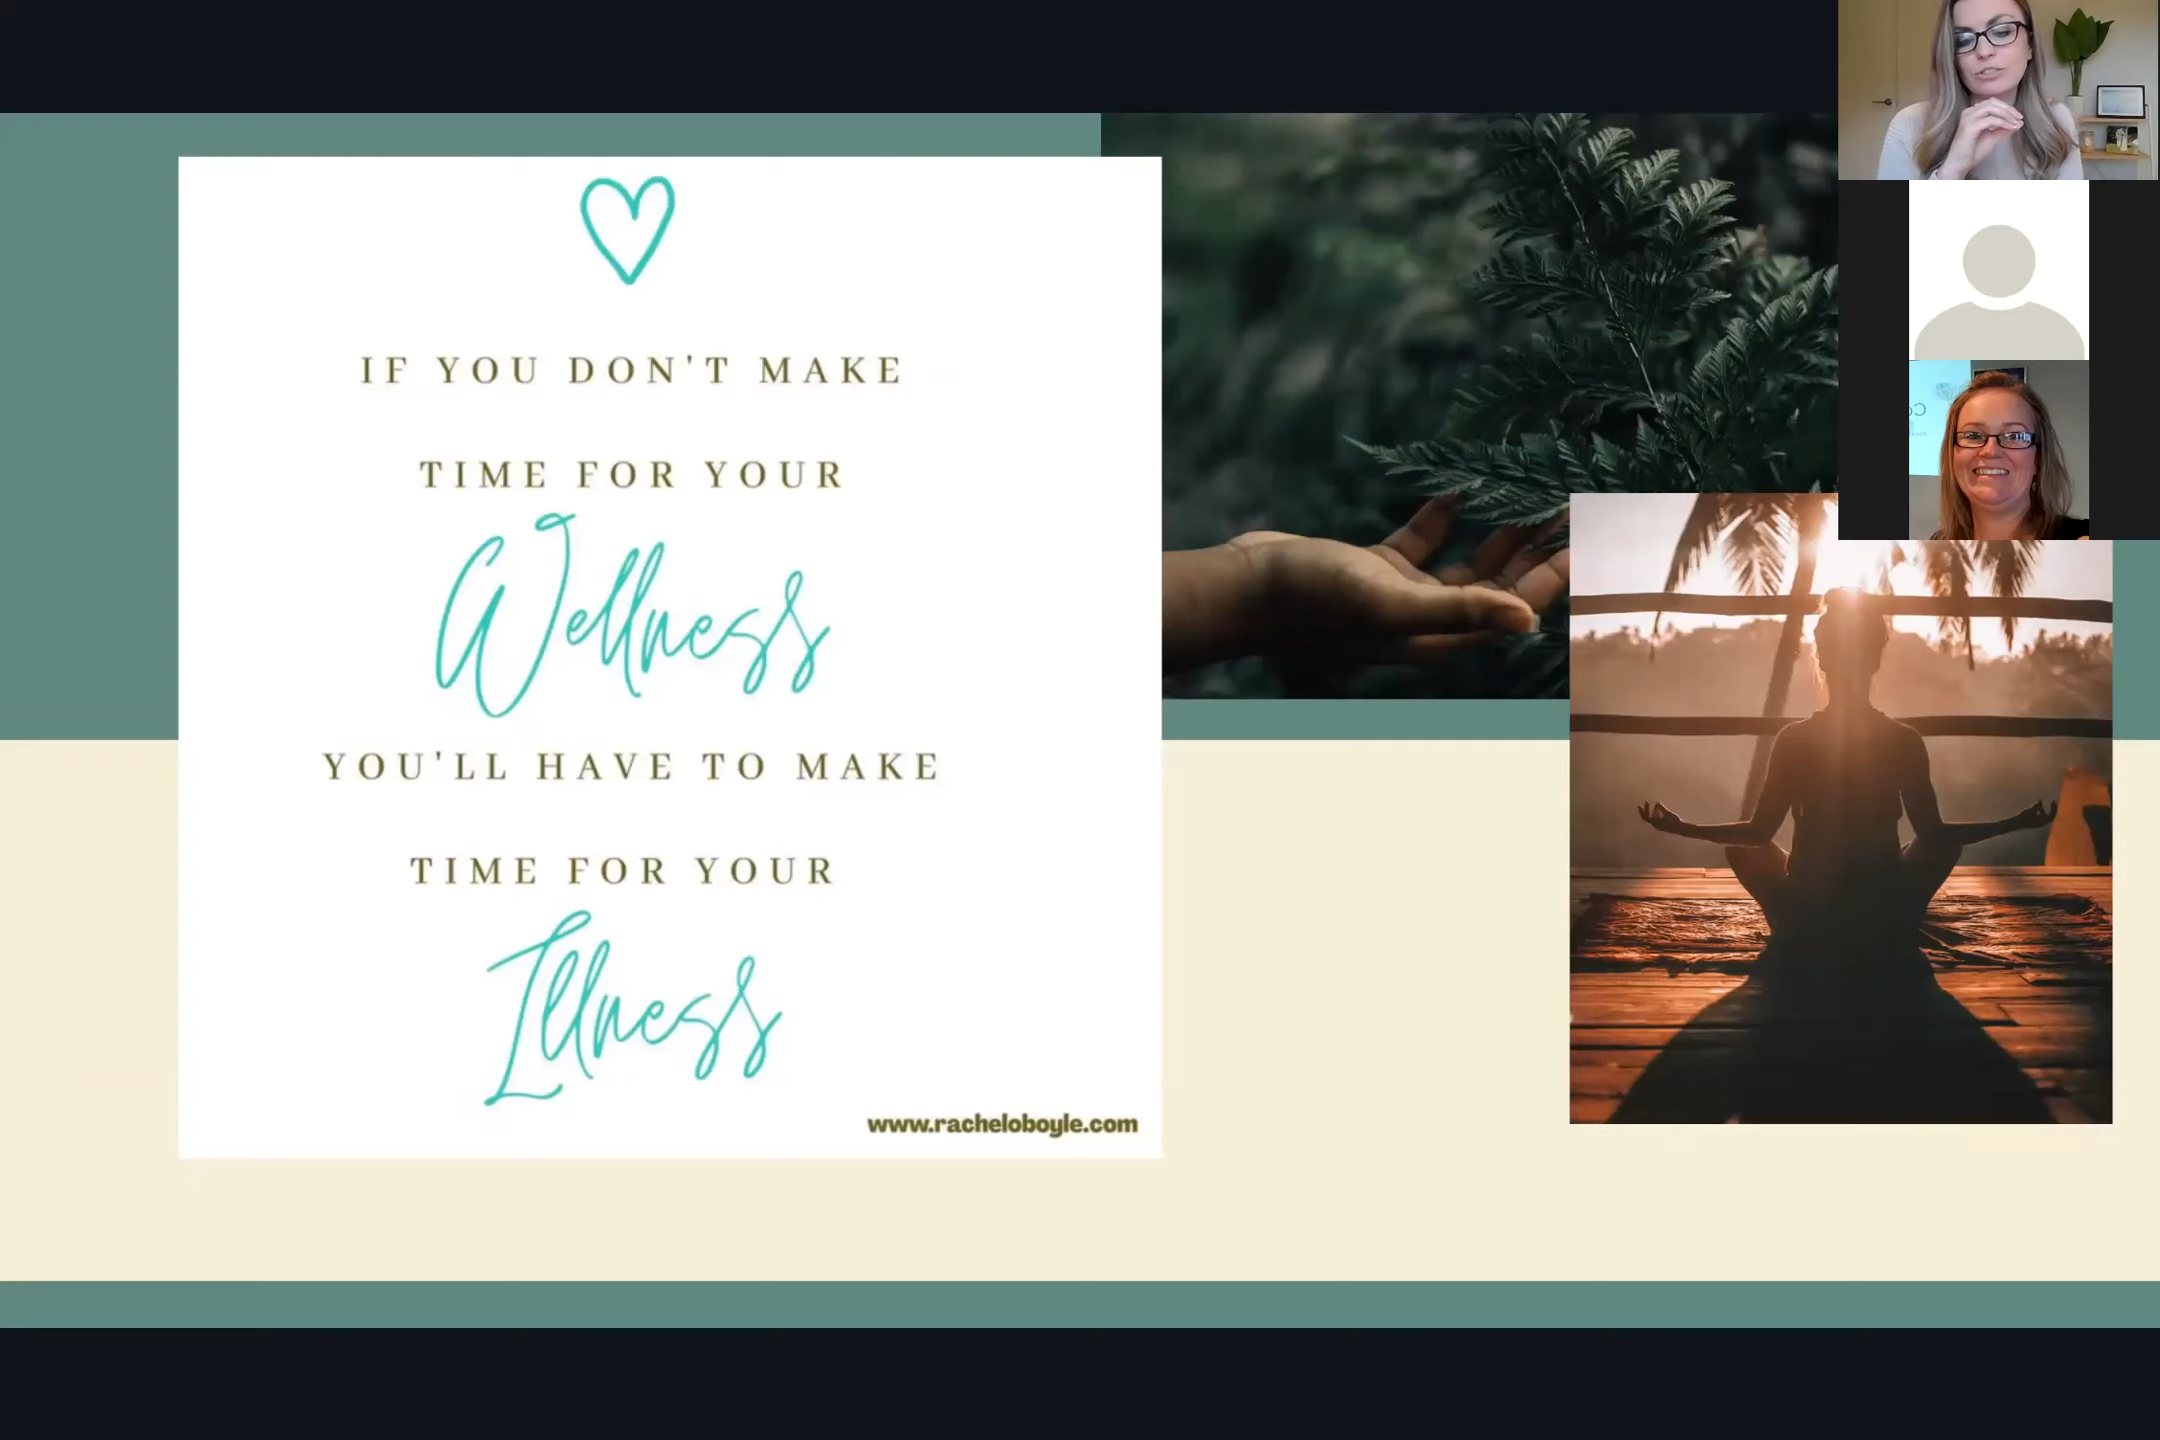 IF YOU DON'T MAKE
TIME FOR YOUR
Wellness
YOU'LL HAVE TO MAKE
TIME FOR YOUR
Illness
www.racheloboyle.com